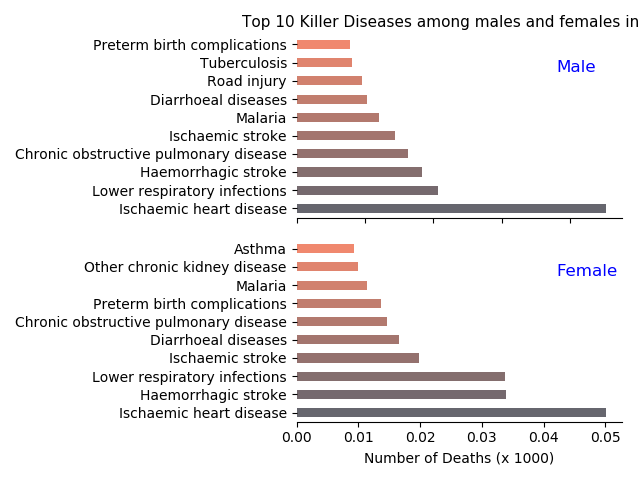 Top 10 Killer Diseases among males and females in
Preterm birth complications
Tuberculosis
Road injury
Diarrhoeal diseases
Malaria
Ischaemic stroke
Chronic obstructive pulmonary disease
Haemorrhagic stroke
Lower respiratory infections
Ischaemic heart disease
Male
Asthma
Other chronic kidney disease
Malaria
Preterm birth complications
Chronic obstructive pulmonary disease
Diarrhoeal diseases
Ischaemic stroke
Lower respiratory infections
Haemorrhagic stroke
Ischaemic heart disease
Female
0.00 0.01 0.02 0.03 0.04 0.05
Number of Deaths (x 1000)